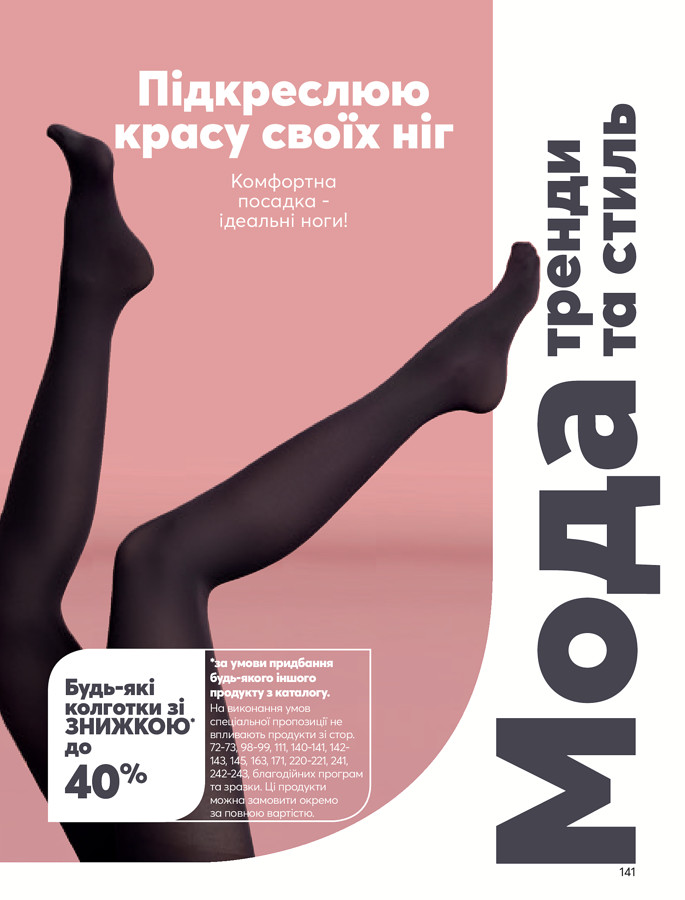 Підкреслюю
красу своїх ніг
Комфортна
посадка -
ідеальні ноги!
тренди
та стиль
Мода
Будь-які
колготки зі
ЗНИЖКОЮ*
до
40%
*за умови придбання
будь-якого іншого
продукту з каталогу.
На виконання умов
спеціальної пропозиції не
впливають продукти зі стор.
72-73, 98-99, 111, 140-141, 142-
143, 145, 163, 171, 220-221, 241,
242-243, благодійних програм
та зразки. Ці продукти
можна замовити окремо
за повною вартістю.
141